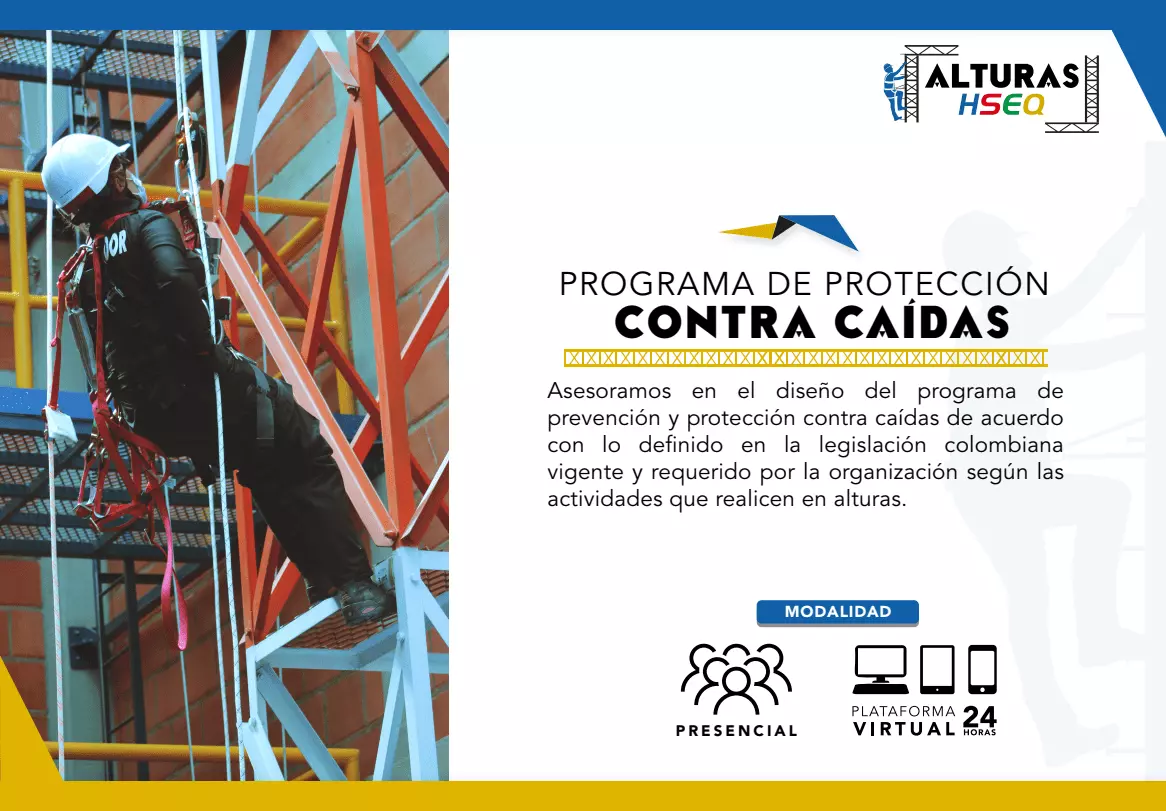 ALTURAS
HSEQ
PROGRAMA DE PROTECCIÓN
CONTRA CAÍDAS
Asesoramos en el diseño del programa de
prevención y protección contra caídas de acuerdo
con lo definido en la legislación colombiana
vigente y requerido por la organización según las
actividades que realicen en alturas.
MODALIDAD
PRESENCIAL
PLATAFORMA
VIRTUAL 24
HORAS
DOR